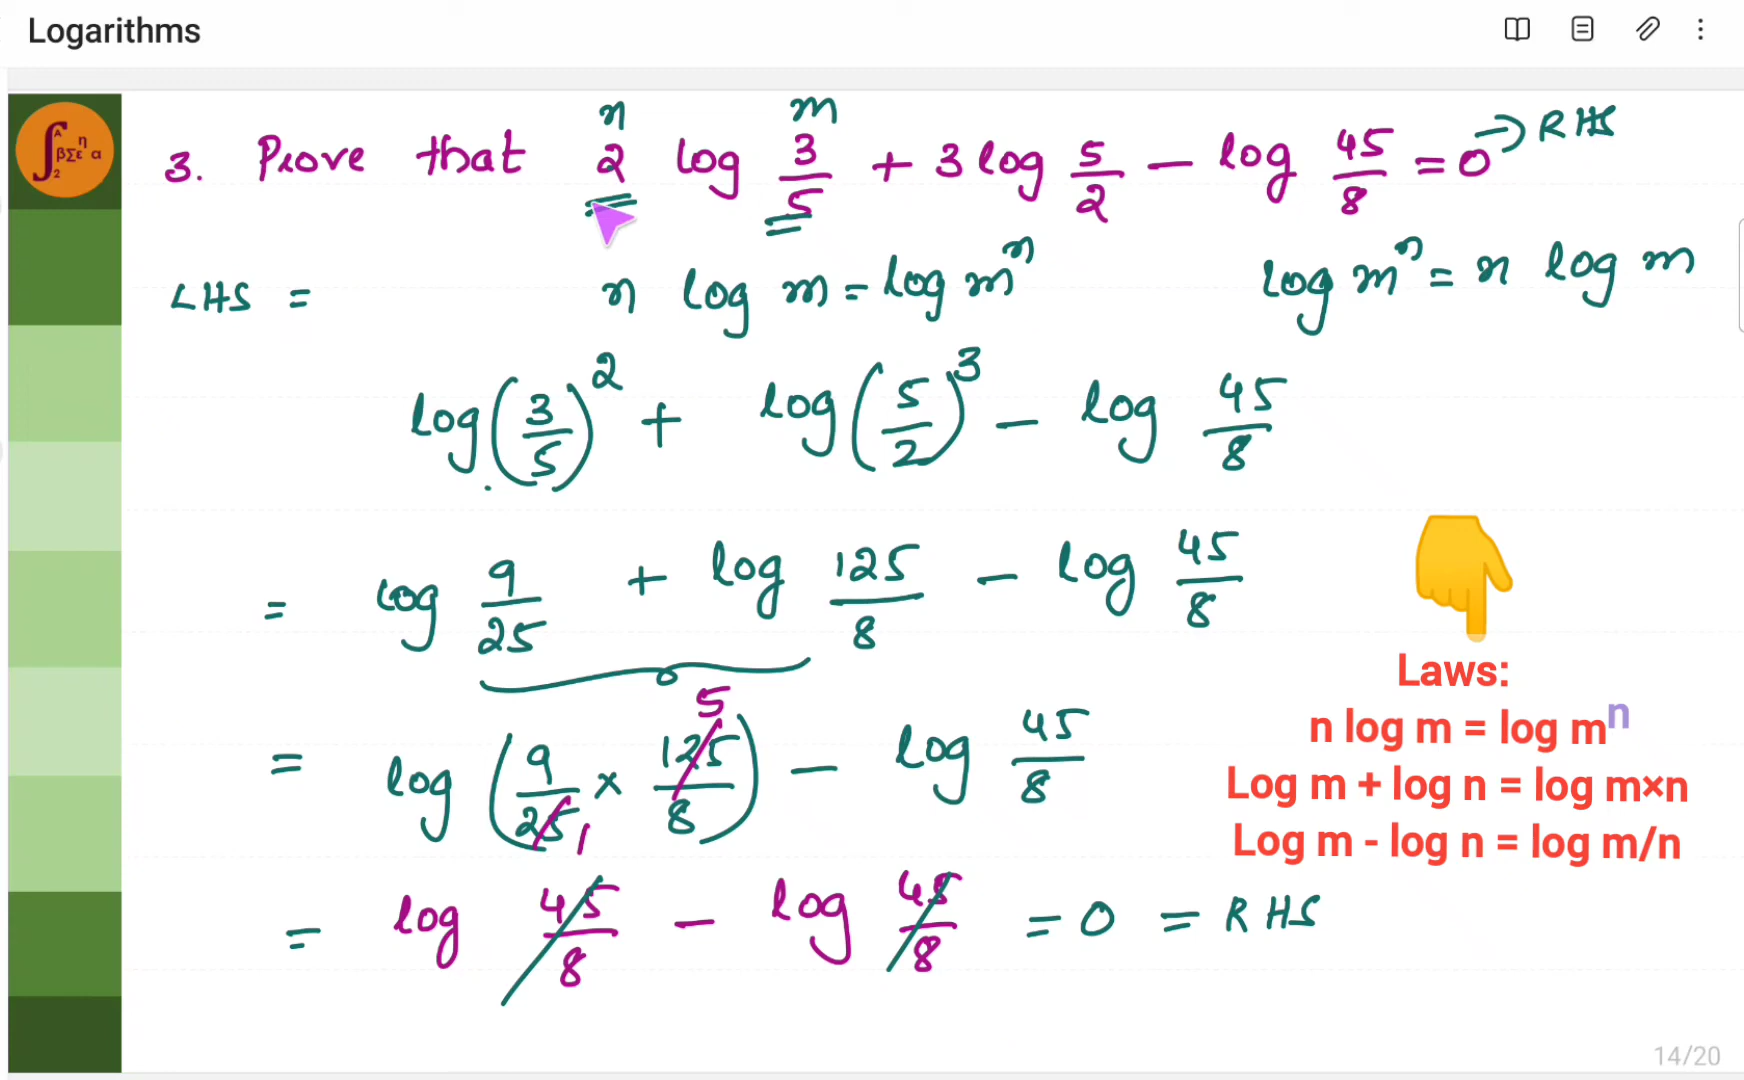 Logarithms
n m
3. Prove that 2 log 3/5 + 3 log 5/2 - log 45/8 = 0 → RHS
LHS = n log m = log mⁿ log mⁿ = n log m
log(3/5)² + log(5/2)³ - log 45/8
= log 9/25 + log 125/8 - log 45/8
5
= log (9/25 × 125/8) - log 45/8
1
= log 45/8 - log 45/8 = 0 = RHS
Laws:
n log m = log mⁿ
Log m + log n = log m×n
Log m - log n = log m/n
14/20